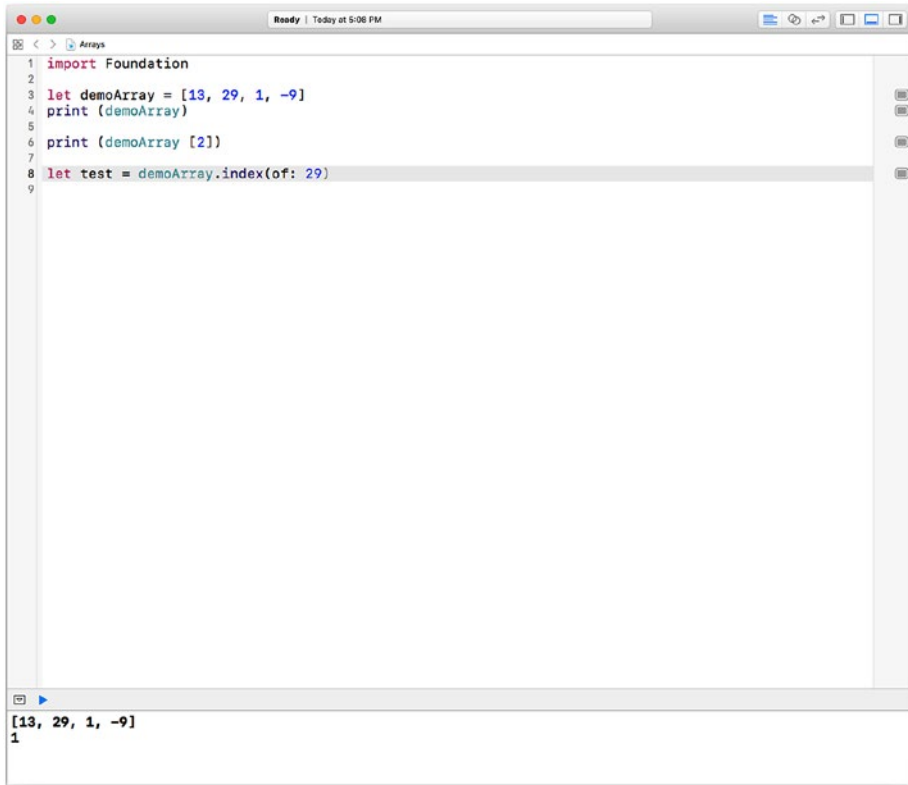 Ready | Today at 5:08 PM
Arrays
1 import Foundation
2
3 let demoArray = [13, 29, 1, -9]
4 print (demoArray)
5
6 print (demoArray [2])
7
8 let test = demoArray.index(of: 29)
9
[13, 29, 1, -9]
1